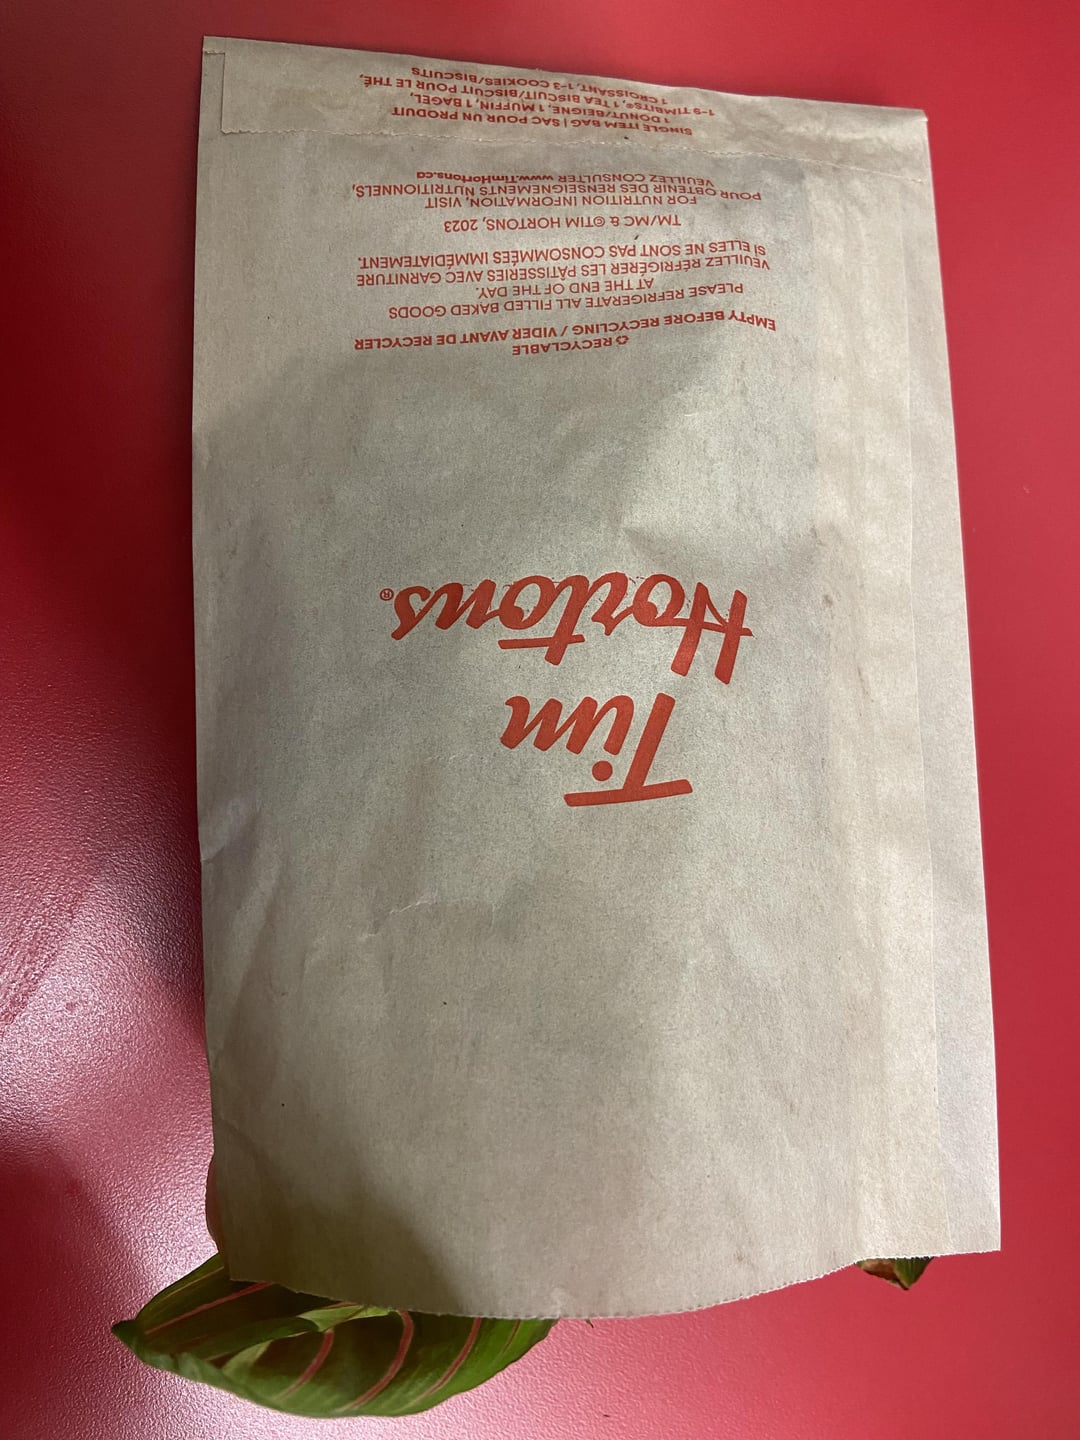 Tim
Hortons®
♻ RECYCLABLE
EMPTY BEFORE RECYCLING / VIDER AVANT DE RECYCLER
PLEASE REFRIGERATE ALL FILLED BAKED GOODS
AT THE END OF THE DAY.
VEUILLEZ RÉFRIGÉRER LES PÂTISSERIES AVEC GARNITURE
SI ELLES NE SONT PAS CONSOMMÉES IMMÉDIATEMENT.
TM/MC & ©TIM HORTONS, 2023
FOR NUTRITION INFORMATION, VISIT
POUR OBTENIR DES RENSEIGNEMENTS NUTRITIONNELS,
VEUILLEZ CONSULTER www.TimHortons.ca
SINGLE ITEM BAG | SAC POUR UN PRODUIT
1 DONUT/BEIGNE, 1 MUFFIN, 1 BAGEL,
1-9 TIMBITS®, 1 TEA BISCUIT/BISCUIT POUR LE THÉ,
1 CROISSANT, 1-3 COOKIES/BISCUITS